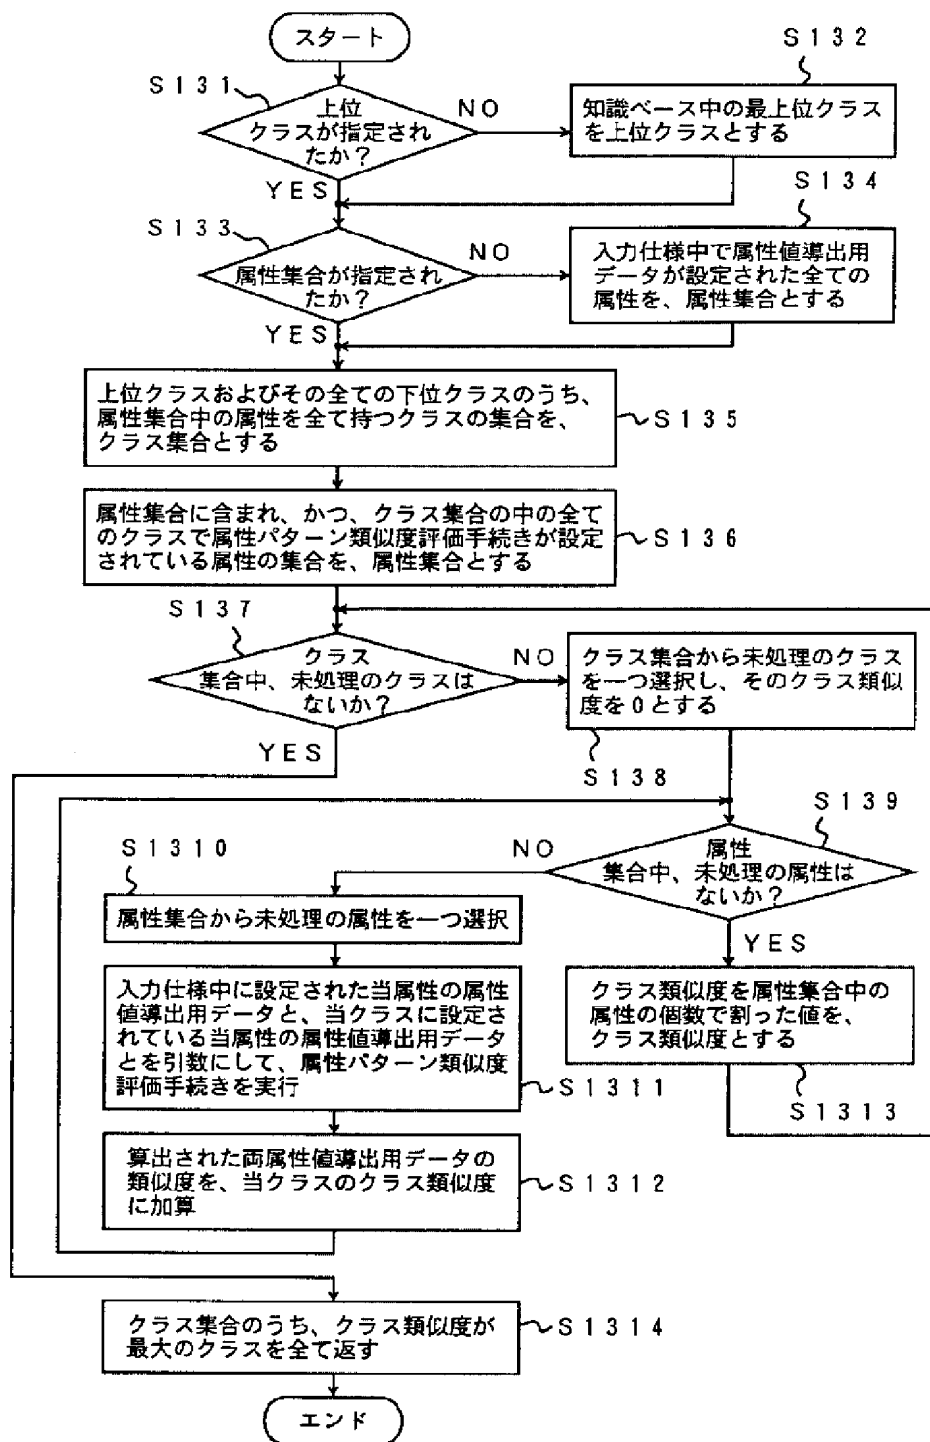 スタート
S131
上位
クラスが指定され
たか？
NO
YES
S132
知識ベース中の最上位クラス
を上位クラスとする
S133
属性集合が指定され
たか？
NO
YES
S134
入力仕様中で属性値導出用
データが設定された全ての
属性を、属性集合とする
上位クラスおよびその全ての下位クラスのうち、
属性集合中の属性を全て持つクラスの集合を、
クラス集合とする
S135
属性集合に含まれ、かつ、クラス集合の中の全て
のクラスで属性パターン類似度評価手続きが設定
されている属性の集合を、属性集合とする
S136
S137
クラス
集合中、未処理のクラスは
ないか？
NO
YES
クラス集合から未処理のクラス
を一つ選択し、そのクラス類似
度を0とする
S138
S139
属性
集合中、未処理の属性は
ないか？
NO
YES
S1310
属性集合から未処理の属性を一つ選択
入力仕様中に設定された当属性の属性
値導出用データと、当クラスに設定さ
れている当属性の属性値導出用データ
とを引数にして、属性パターン類似度
評価手続きを実行
S1311
クラス類似度を属性集合中の
属性の個数で割った値を、
クラス類似度とする
S1313
算出された両属性値導出用データの
類似度を、当クラスのクラス類似度
に加算
S1312
クラス集合のうち、クラス類似度が
最大のクラスを全て返す
S1314
エンド